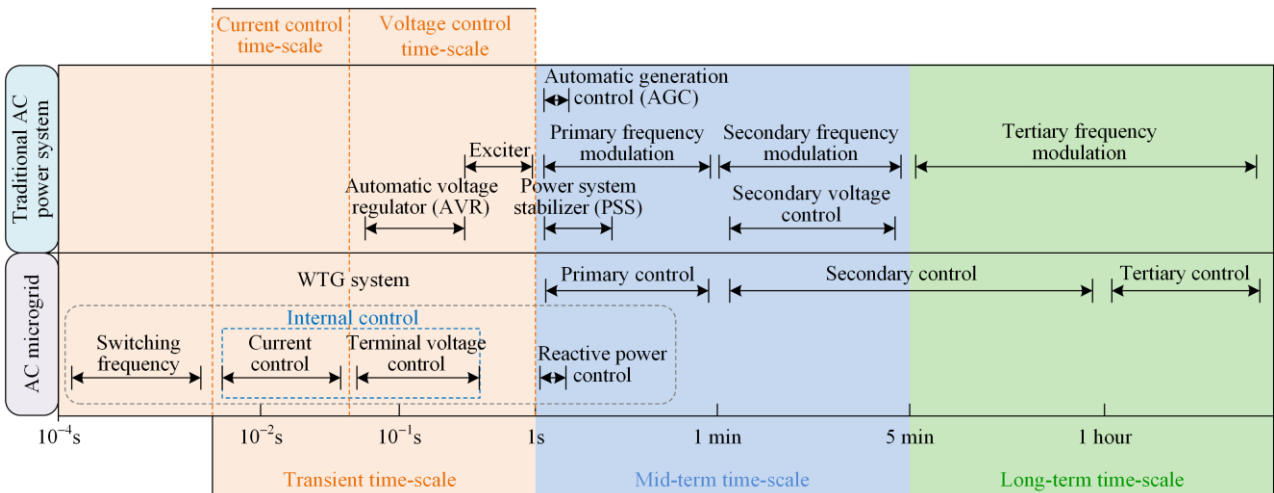 Current control
time-scale
Voltage control
time-scale
Traditional AC
power system
Automatic generation
control (AGC)
Primary frequency
modulation
Secondary frequency
modulation
Tertiary frequency
modulation
Exciter
Automatic voltage
regulator (AVR)
Power system
stabilizer (PSS)
Secondary voltage
control
AC microgrid
WTG system
Primary control
Secondary control
Tertiary control
Internal control
Switching
frequency
Current
control
Terminal voltage
control
Reactive power
control
10⁻⁴s
10⁻²s
10⁻¹s
1s
1 min
5 min
1 hour
Transient time-scale
Mid-term time-scale
Long-term time-scale